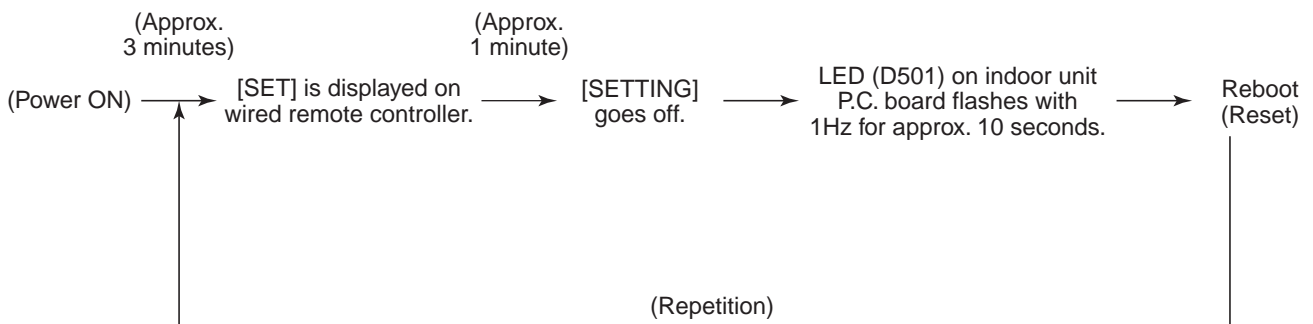 (Approx.
3 minutes)
(Approx.
1 minute)
(Power ON)
[SET] is displayed on
wired remote controller.
[SETTING]
goes off.
LED (D501) on indoor unit
P.C. board flashes with
1Hz for approx. 10 seconds.
Reboot
(Reset)
(Repetition)